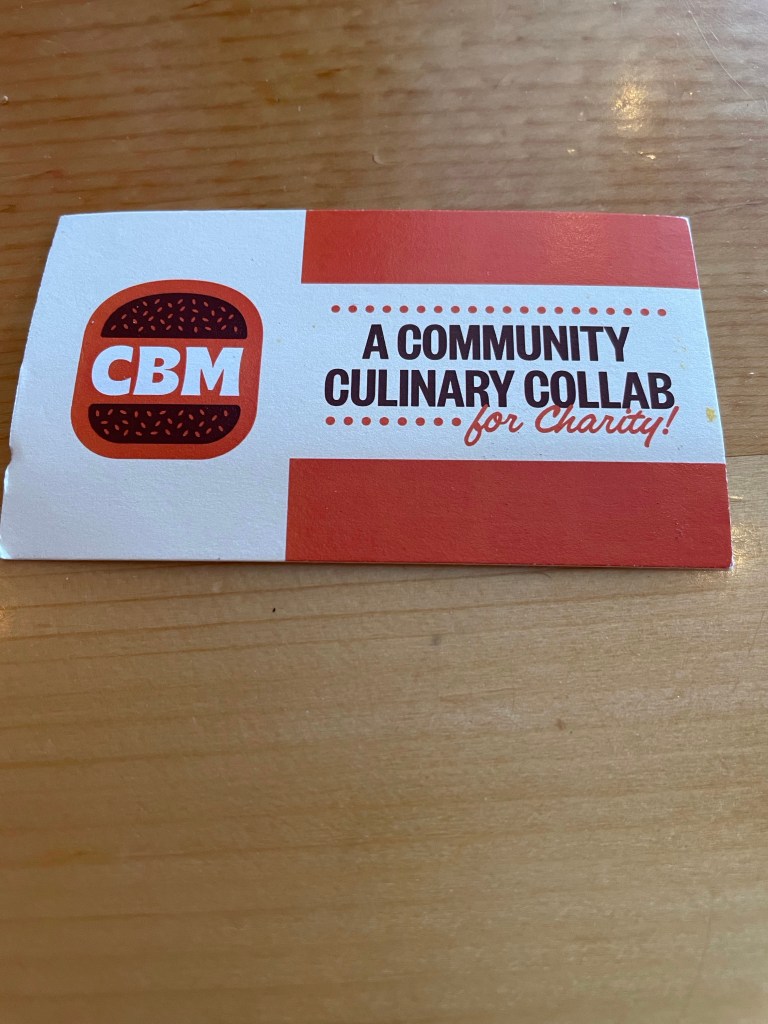 CBM
A COMMUNITY
CULINARY COLLAB
for Charity!